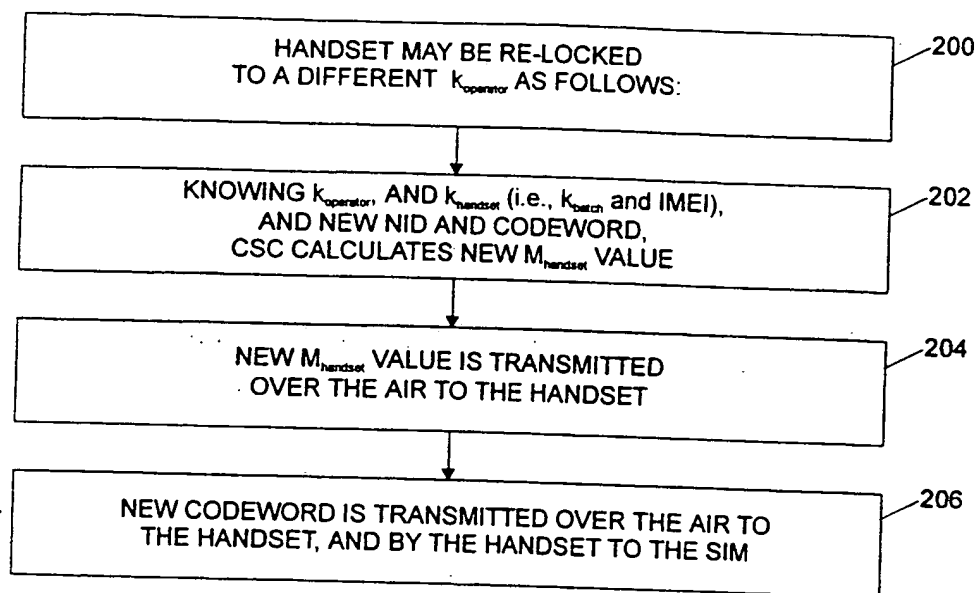 HANDSET MAY BE RE-LOCKED
TO A DIFFERENT k_operator AS FOLLOWS:
200
KNOWING k_operator, AND k_handset (i.e., k_batch and IMEI),
AND NEW NID AND CODEWORD,
CSC CALCULATES NEW M_handset VALUE
202
NEW M_handset VALUE IS TRANSMITTED
OVER THE AIR TO THE HANDSET
204
NEW CODEWORD IS TRANSMITTED OVER THE AIR TO
THE HANDSET, AND BY THE HANDSET TO THE SIM
206